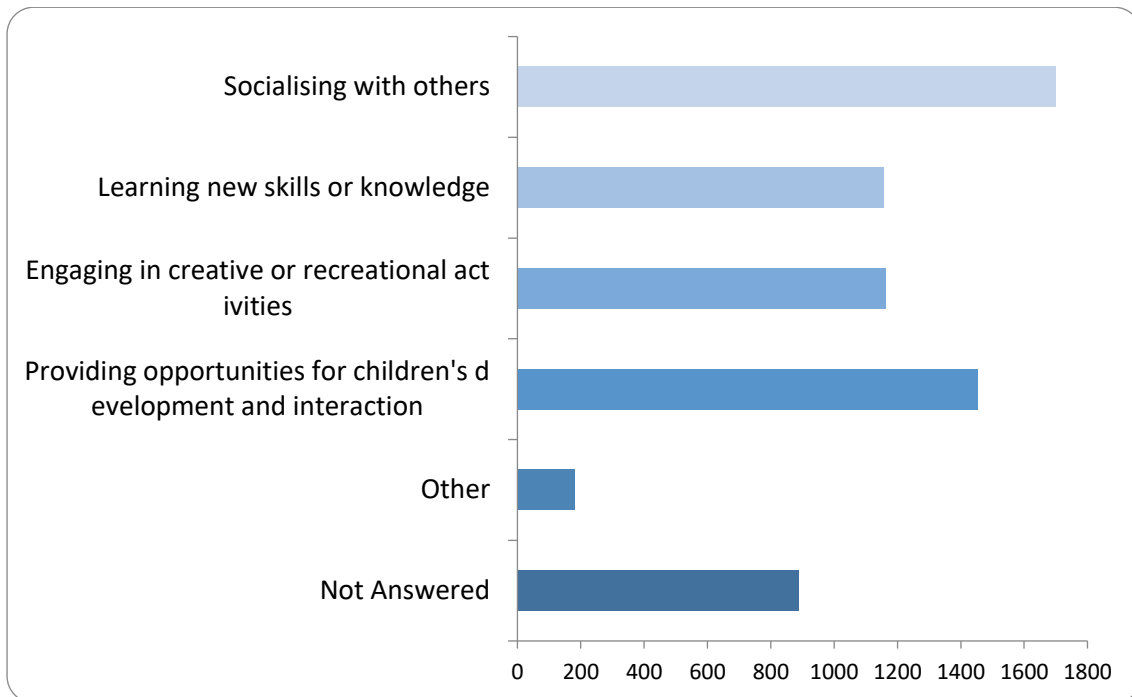 Socialising with others
Learning new skills or knowledge
Engaging in creative or recreational act
ivities
Providing opportunities for children's d
evelopment and interaction
Other
Not Answered
0 200 400 600 800 1000 1200 1400 1600 1800